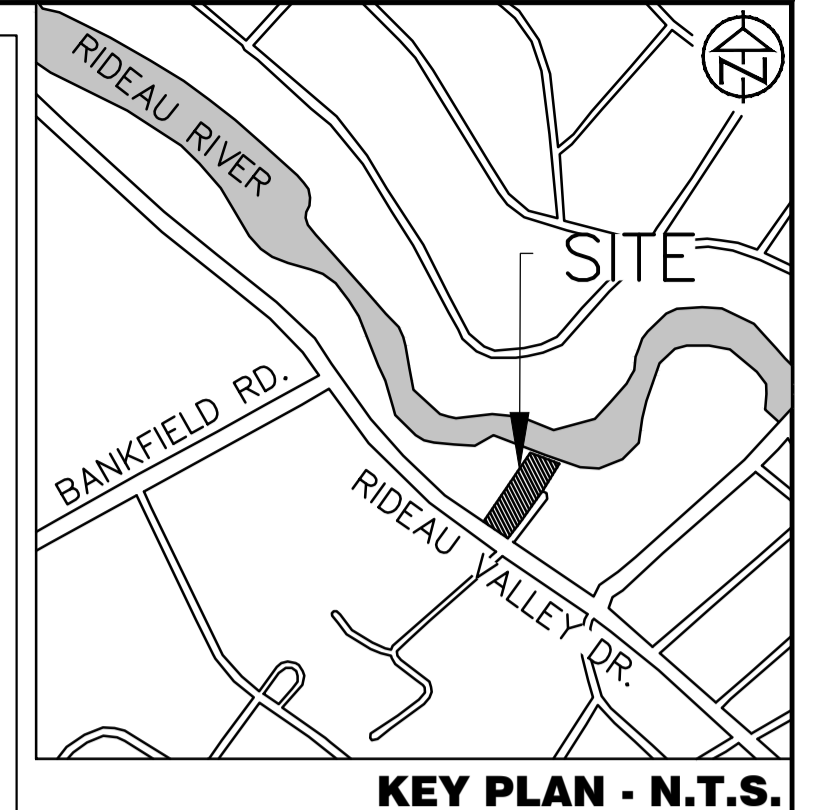 RIDEAU RIVER
N
SITE
BANKFIELD RD.
RIDEAU VALLEY DR.
KEY PLAN - N.T.S.